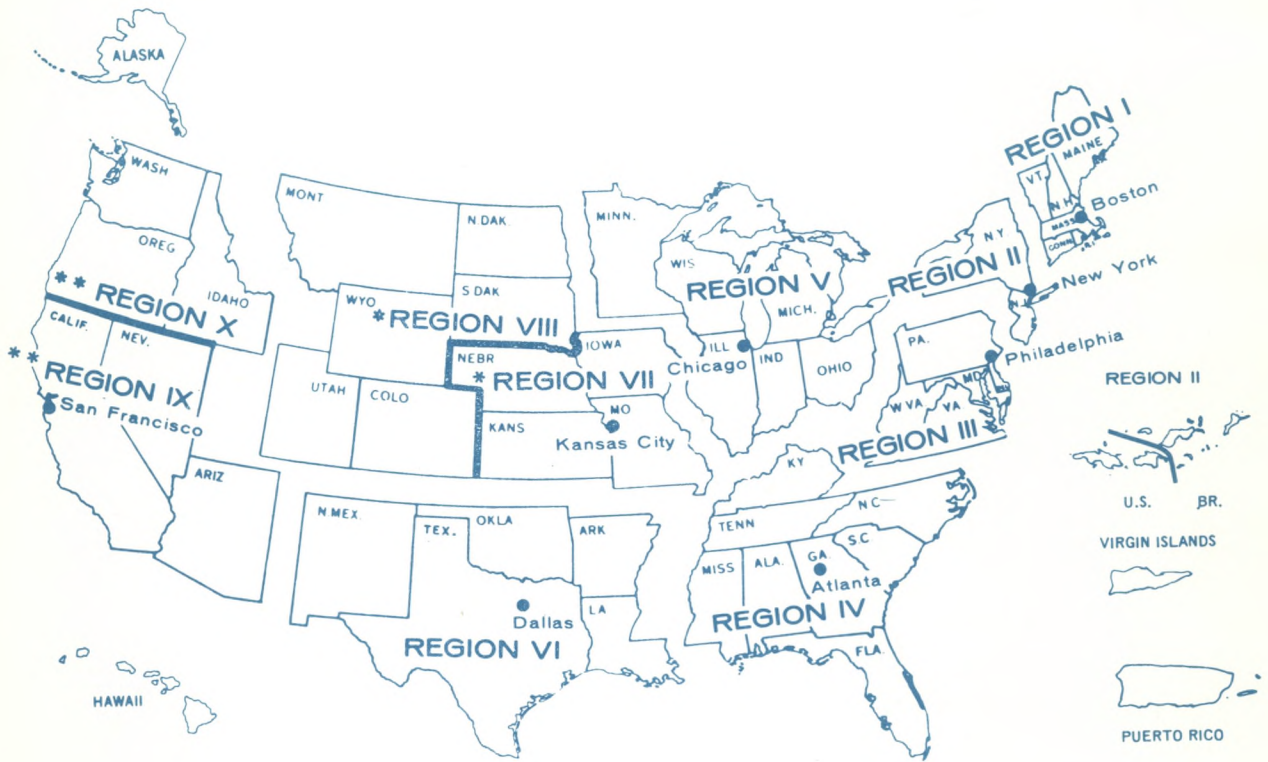 ALASKA
WASH
OREG
** REGION X
IDAHO
CALIF.
NEV.
** REGION IX
San Francisco
ARIZ
HAWAII
MONT
N.DAK.
S.DAK
WYO
*REGION VIII
UTAH
COLO
NEBR
* REGION VII
IOWA
KANS
MO
Kansas City
N.MEX.
TEX.
OKLA
ARK
LA
Dallas
REGION VI
MINN.
WIS
REGION V
MICH.
ILL
Chicago
IND
OHIO
KY
TENN
N C
S.C
MISS
ALA.
GA.
Atlanta
REGION IV
FLA.
REGION I
MAINE
VT.
N.H.
MASS
CONN.
R.I.
Boston
N.Y.
REGION II
New York
N.J.
PA.
Philadelphia
MD.
W.VA.
VA
REGION III
REGION II
U.S. BR.
VIRGIN ISLANDS
PUERTO RICO